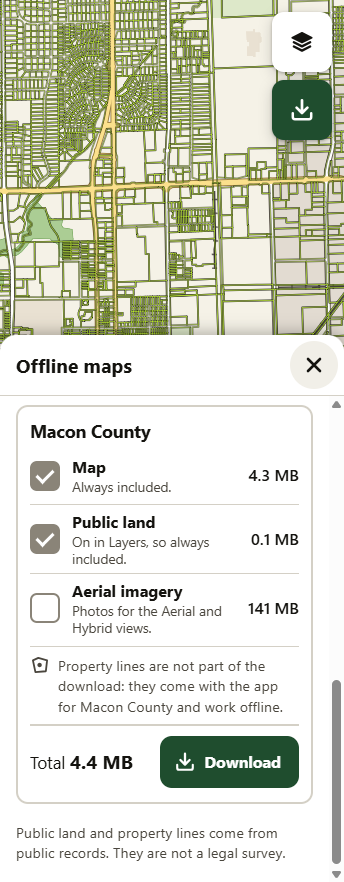 Offline maps
Macon County
Map
Always included.
4.3 MB
Public land
On in Layers, so always
included.
0.1 MB
Aerial imagery
Photos for the Aerial and
Hybrid views.
141 MB
Property lines are not part of the
download: they come with the app
for Macon County and work offline.
Total 4.4 MB
Download
Public land and property lines come from
public records. They are not a legal survey.